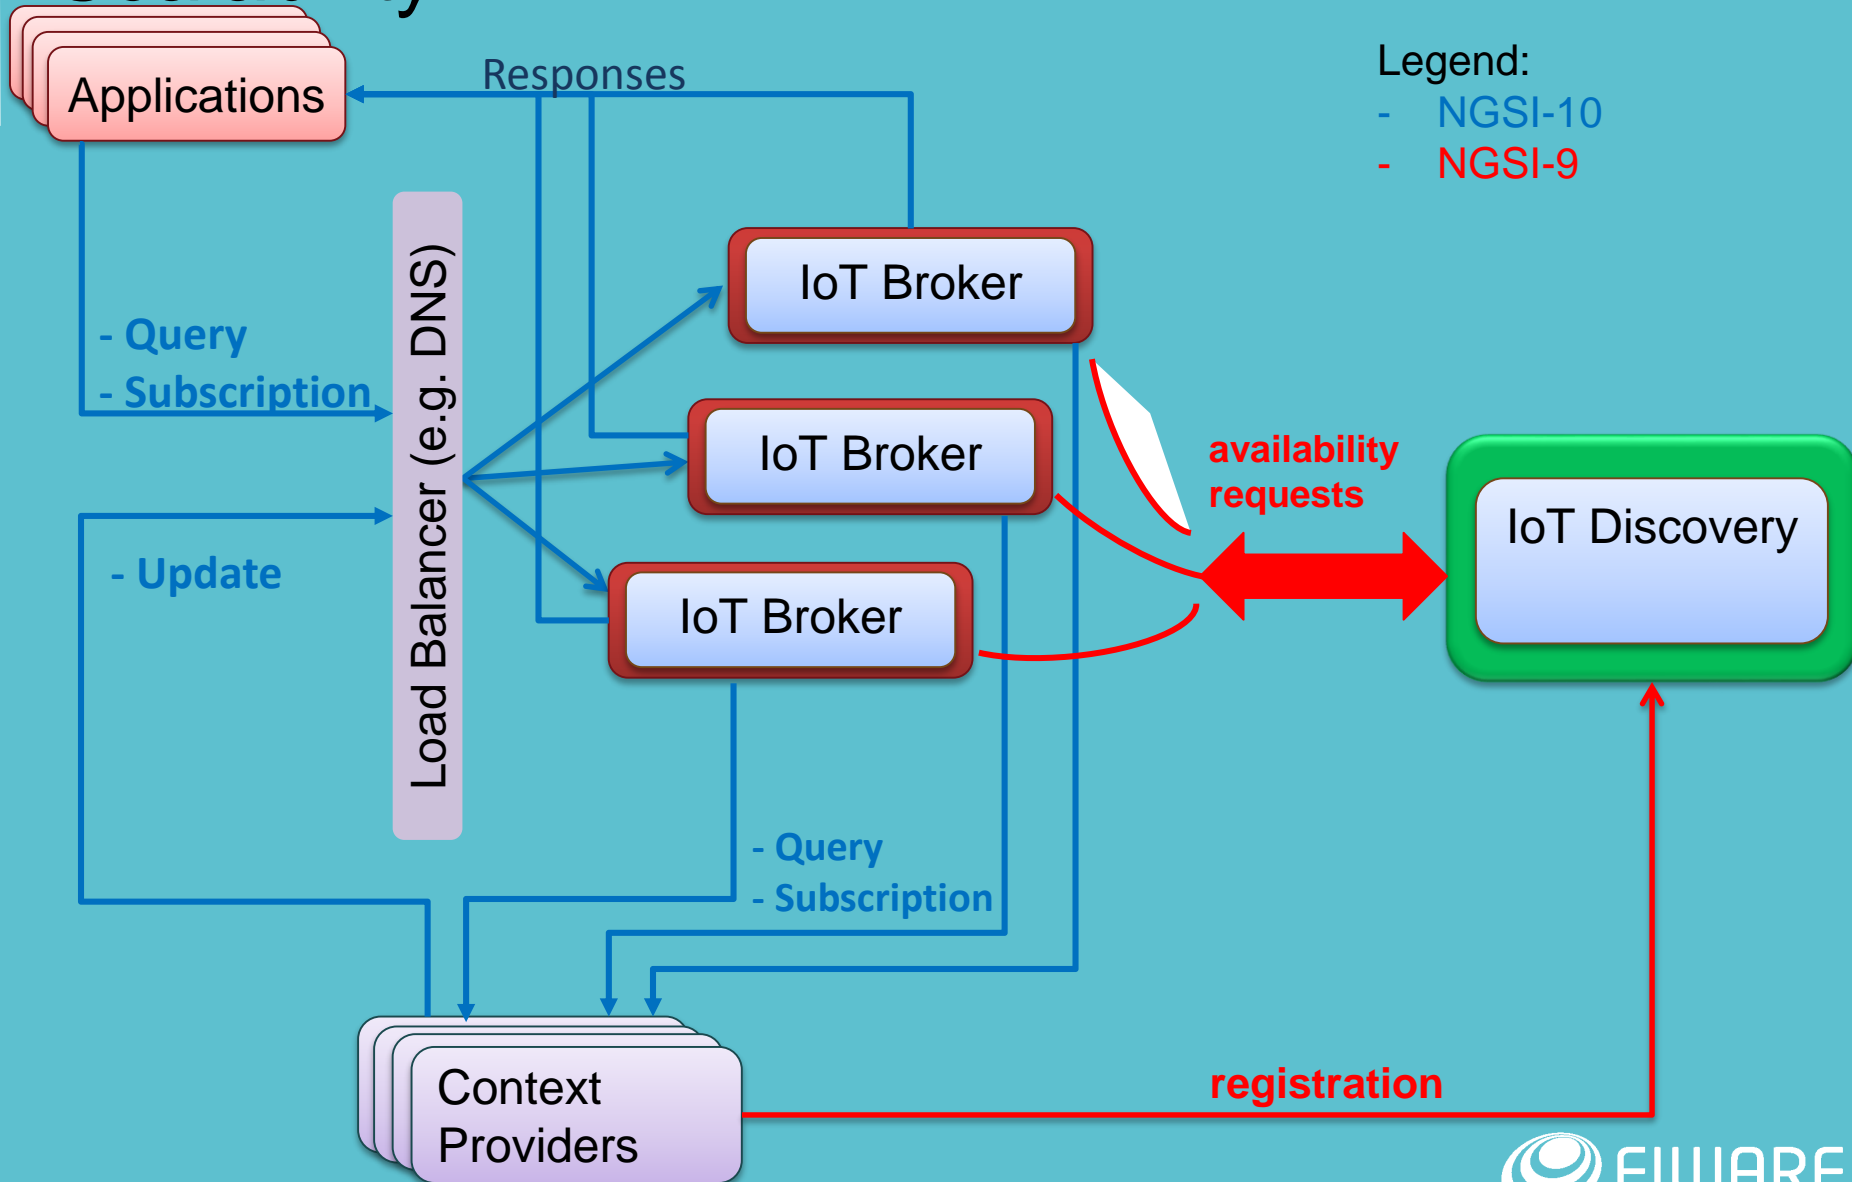 Applications
Responses
Legend:
- NGSI-10
- NGSI-9
- Query
- Subscription
- Update
Load Balancer (e.g. DNS)
IoT Broker
IoT Broker
IoT Broker
availability
requests
IoT Discovery
- Query
- Subscription
Context
Providers
registration
FIWARE